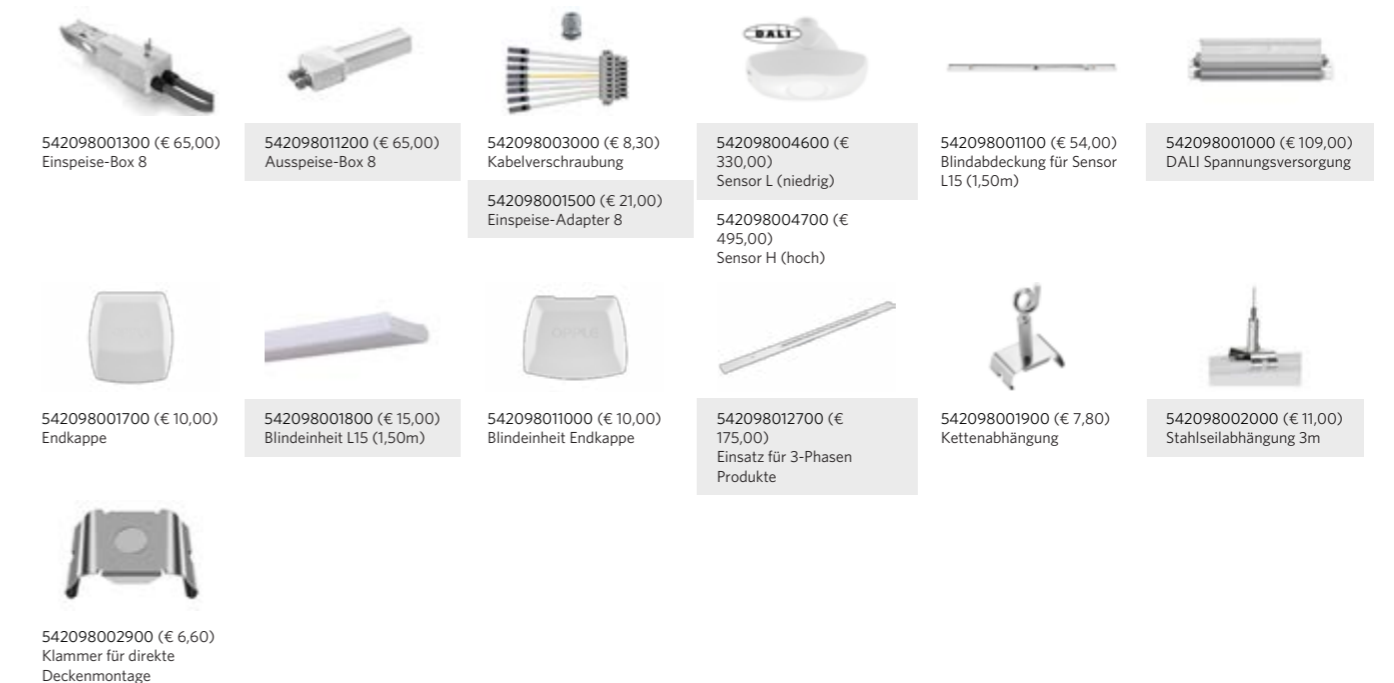 DALI
542098001300 (€ 65,00)
Einspeise-Box 8
542098011200 (€ 65,00)
Ausspeise-Box 8
542098003000 (€ 8,30)
Kabelverschraubung
542098001500 (€ 21,00)
Einspeise-Adapter 8
542098004600 (€
330,00)
Sensor L (niedrig)
542098004700 (€
495,00)
Sensor H (hoch)
542098001100 (€ 54,00)
Blindabdeckung für Sensor
L15 (1,50m)
542098001000 (€ 109,00)
DALI Spannungsversorgung
OPPLE
OPPLE
542098001700 (€ 10,00)
Endkappe
542098001800 (€ 15,00)
Blindeinheit L15 (1,50m)
542098011000 (€ 10,00)
Blindeinheit Endkappe
542098012700 (€
175,00)
Einsatz für 3-Phasen
Produkte
542098001900 (€ 7,80)
Kettenabhängung
542098002000 (€ 11,00)
Stahlseilabhängung 3m
542098002900 (€ 6,60)
Klammer für direkte
Deckenmontage